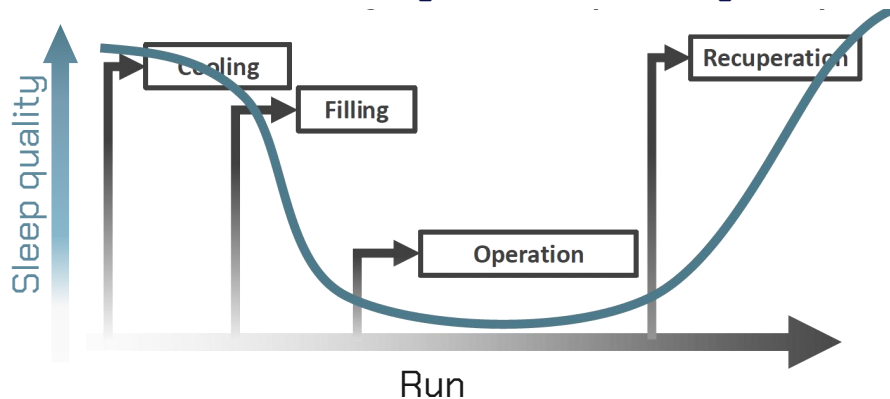 Cooling
Recuperation
Filling
Operation
Sleep quality
Run